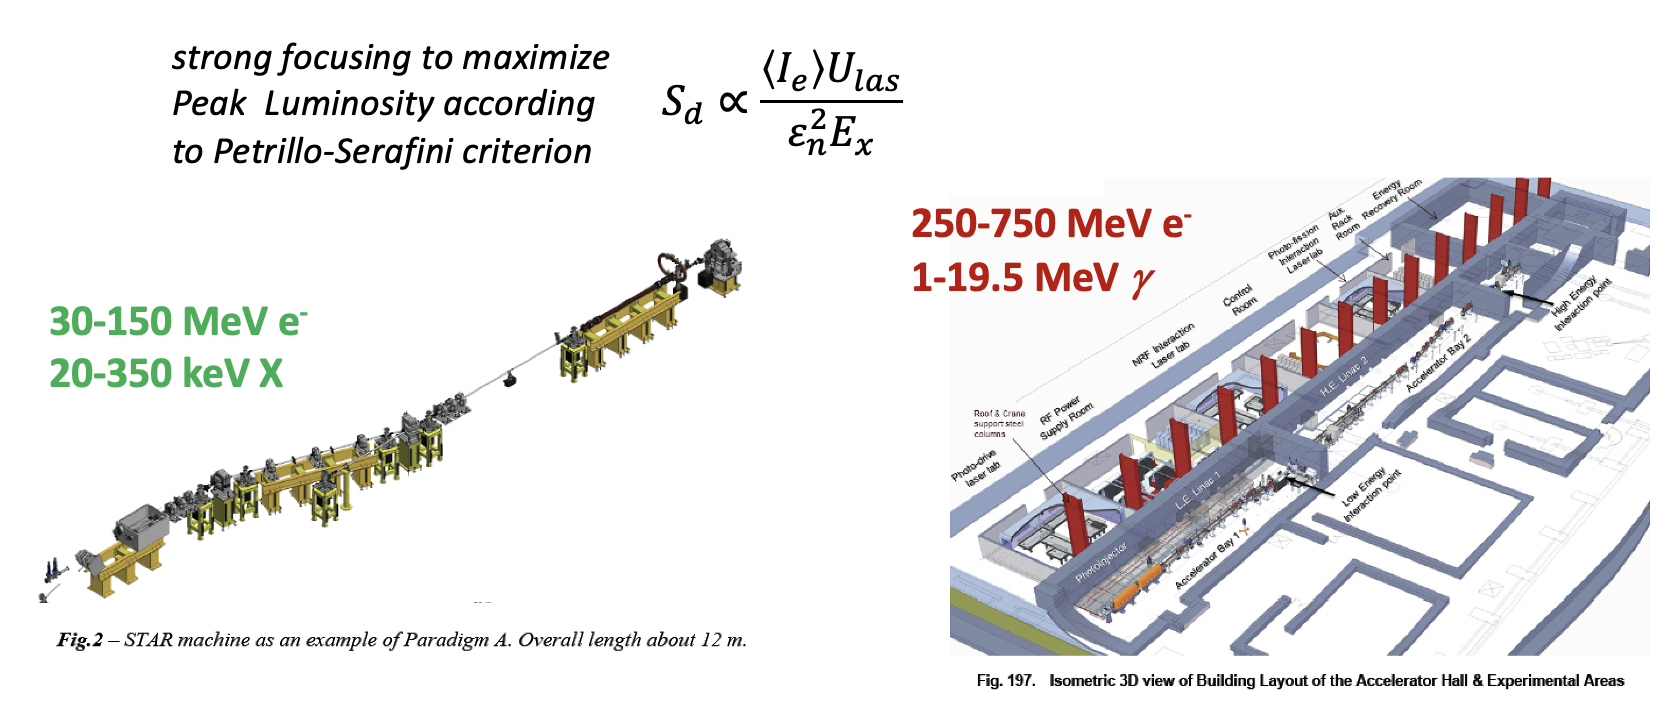 strong focusing to maximize
Peak Luminosity according
to Petrillo-Serafini criterion
S_d ∝ ⟨I_e⟩U_las / ε_n^2 E_x
30-150 MeV e-
20-350 keV X
Fig.2 – STAR machine as an example of Paradigm A. Overall length about 12 m.
250-750 MeV e-
1-19.5 MeV γ
Energy
Recovery Room
Aux.
Rack
Room
Photo-fission
Interaction
Laser lab
Control
Room
NRF Interaction
Laser lab
RF Power
Supply Room
Roof & Crane
support steel
columns
Photo-drive
laser lab
High Energy
Interaction point
Accelerator Bay 2
H.E. Linac 2
Low Energy
Interaction point
L.E. Linac 1
Accelerator Bay 1
Photoinjector
Fig. 197. Isometric 3D view of Building Layout of the Accelerator Hall & Experimental Areas